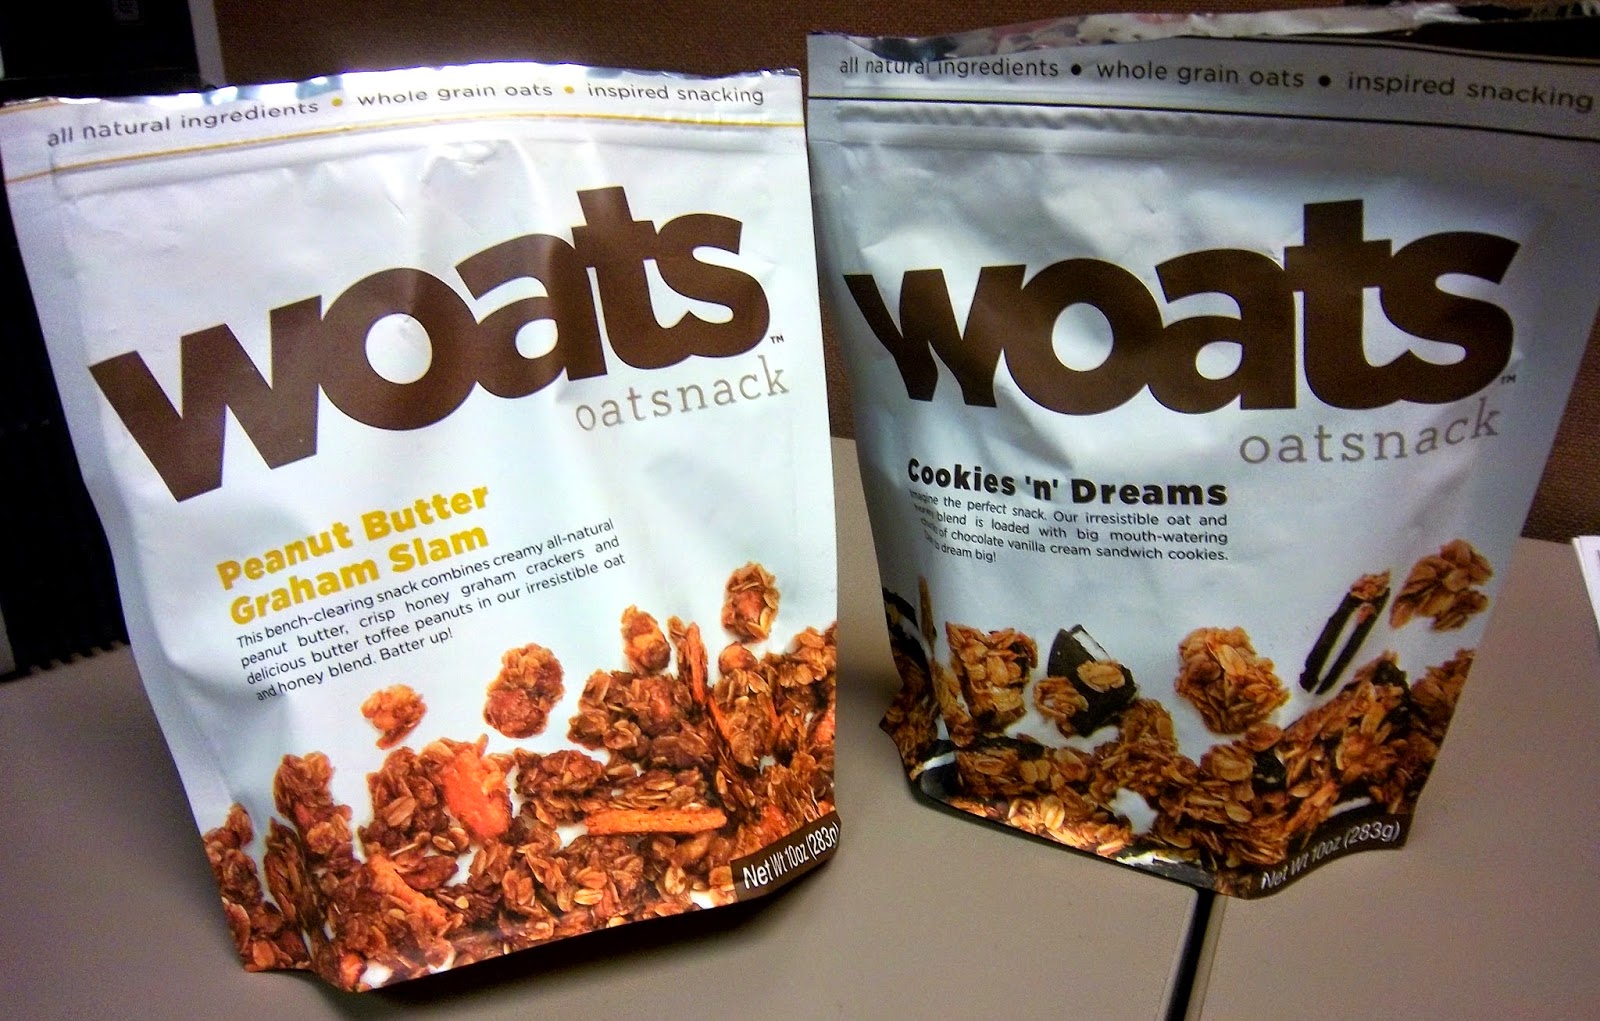 all natural ingredients • whole grain oats • inspired snacking
woats™
oatsnack
Peanut Butter
Graham Slam
This bench-clearing snack combines creamy all-natural
peanut butter, crisp honey graham crackers and
delicious butter toffee peanuts in our irresistible oat
and honey blend. Batter up!
Net Wt 10oz (283g)
all natural ingredients • whole grain oats • inspired snacking
woats™
oatsnack
Cookies 'n' Dreams
Imagine the perfect snack. Our irresistible oat and
honey blend is loaded with big mouth-watering
of chocolate vanilla cream sandwich cookies.
dream big!
Net Wt 10oz (283g)